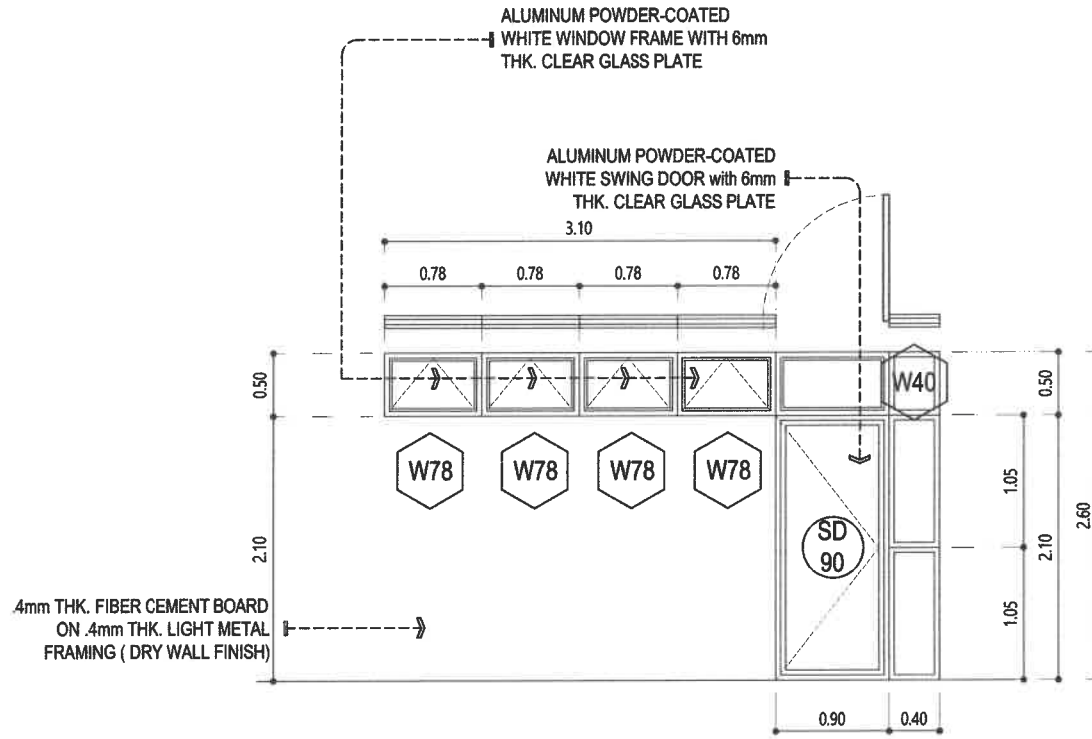 ALUMINUM POWDER-COATED
WHITE WINDOW FRAME WITH 6mm
THK. CLEAR GLASS PLATE
ALUMINUM POWDER-COATED
WHITE SWING DOOR with 6mm
THK. CLEAR GLASS PLATE
3.10
0.78 0.78 0.78 0.78
0.50
W40
0.50
W78 W78 W78 W78
1.05
2.60
2.10
SD
90
2.10
1.05
.4mm THK. FIBER CEMENT BOARD
ON .4mm THK. LIGHT METAL
FRAMING ( DRY WALL FINISH)
0.90 0.40